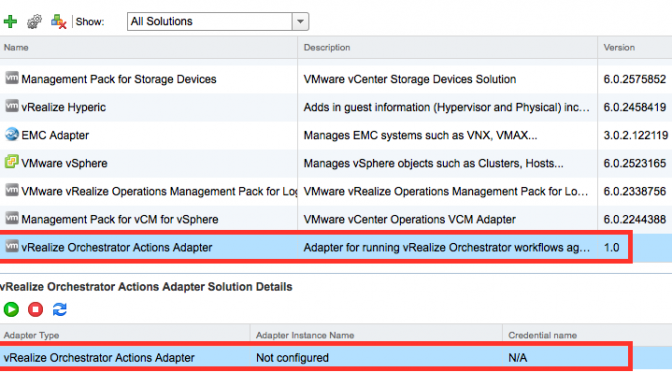 Show: All Solutions
Name Description Version
vm Management Pack for Storage Devices VMware vCenter Storage Devices Solution 6.0.2575852
vm vRealize Hyperic Adds in guest information (Hypervisor and Physical) inc... 6.0.2458419
EMC Adapter Manages EMC systems such as VNX, VMAX... 3.0.2.122119
VMware vSphere Manages vSphere objects such as Clusters, Hosts... 6.0.2523165
vm VMware vRealize Operations Management Pack for Log VMware vRealize Operations Management Pack for Lo... 6.0.2338756
vm Management Pack for vCM for vSphere VMware vCenter Operations VCM Adapter 6.0.2244388
vm vRealize Orchestrator Actions Adapter Adapter for running vRealize Orchestrator workflows ag... 1.0
vRealize Orchestrator Actions Adapter Solution Details
Adapter Type Adapter Instance Name Credential name
vRealize Orchestrator Actions Adapter Not configured N/A